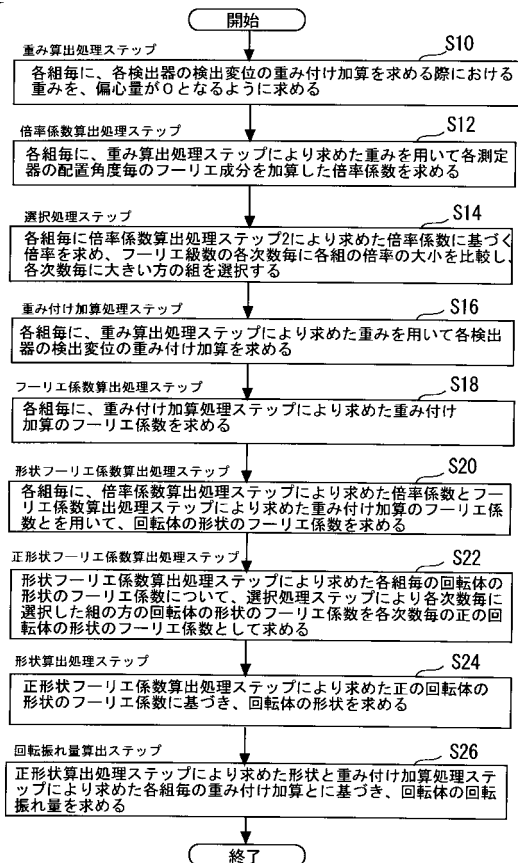 開始
重み算出処理ステップ
S10
各組毎に、各検出器の検出変位の重み付け加算を求める際における
重みを、偏心量が0となるように求める
倍率係数算出処理ステップ
S12
各組毎に、重み算出処理ステップにより求めた重みを用いて各測定
器の配置角度毎のフーリエ成分を加算した倍率係数を求める
選択処理ステップ
S14
各組毎に倍率係数算出処理ステップ2により求めた倍率係数に基づく
倍率を求め、フーリエ級数の各次数毎に各組の倍率の大小を比較し、
各次数毎に大きい方の組を選択する
重み付け加算処理ステップ
S16
各組毎に、重み算出処理ステップにより求めた重みを用いて各検出
器の検出変位の重み付け加算を求める
フーリエ係数算出処理ステップ
S18
各組毎に、重み付け加算処理ステップにより求めた重み付け
加算のフーリエ係数を求める
形状フーリエ係数算出処理ステップ
S20
各組毎に、倍率係数算出処理ステップにより求めた倍率係数とフー
リエ係数算出処理ステップにより求めた重み付け加算のフーリエ係
数とを用いて、回転体の形状のフーリエ係数を求める
正形状フーリエ係数算出処理ステップ
S22
形状フーリエ係数算出処理ステップにより求めた各組毎の回転体の
形状のフーリエ係数について、選択処理ステップにより各次数毎に
選択した組の方の回転体の形状のフーリエ係数を各次数毎の正の回
転体の形状のフーリエ係数として求める
形状算出処理ステップ
S24
正形状フーリエ係数算出処理ステップにより求めた正の回転体の
形状のフーリエ係数に基づき、回転体の形状を求める
回転振れ量算出ステップ
S26
正形状算出処理ステップにより求めた形状と重み付け加算処理ステ
ップにより求めた各組毎の重み付け加算とに基づき、回転体の回転
振れ量を求める
終了